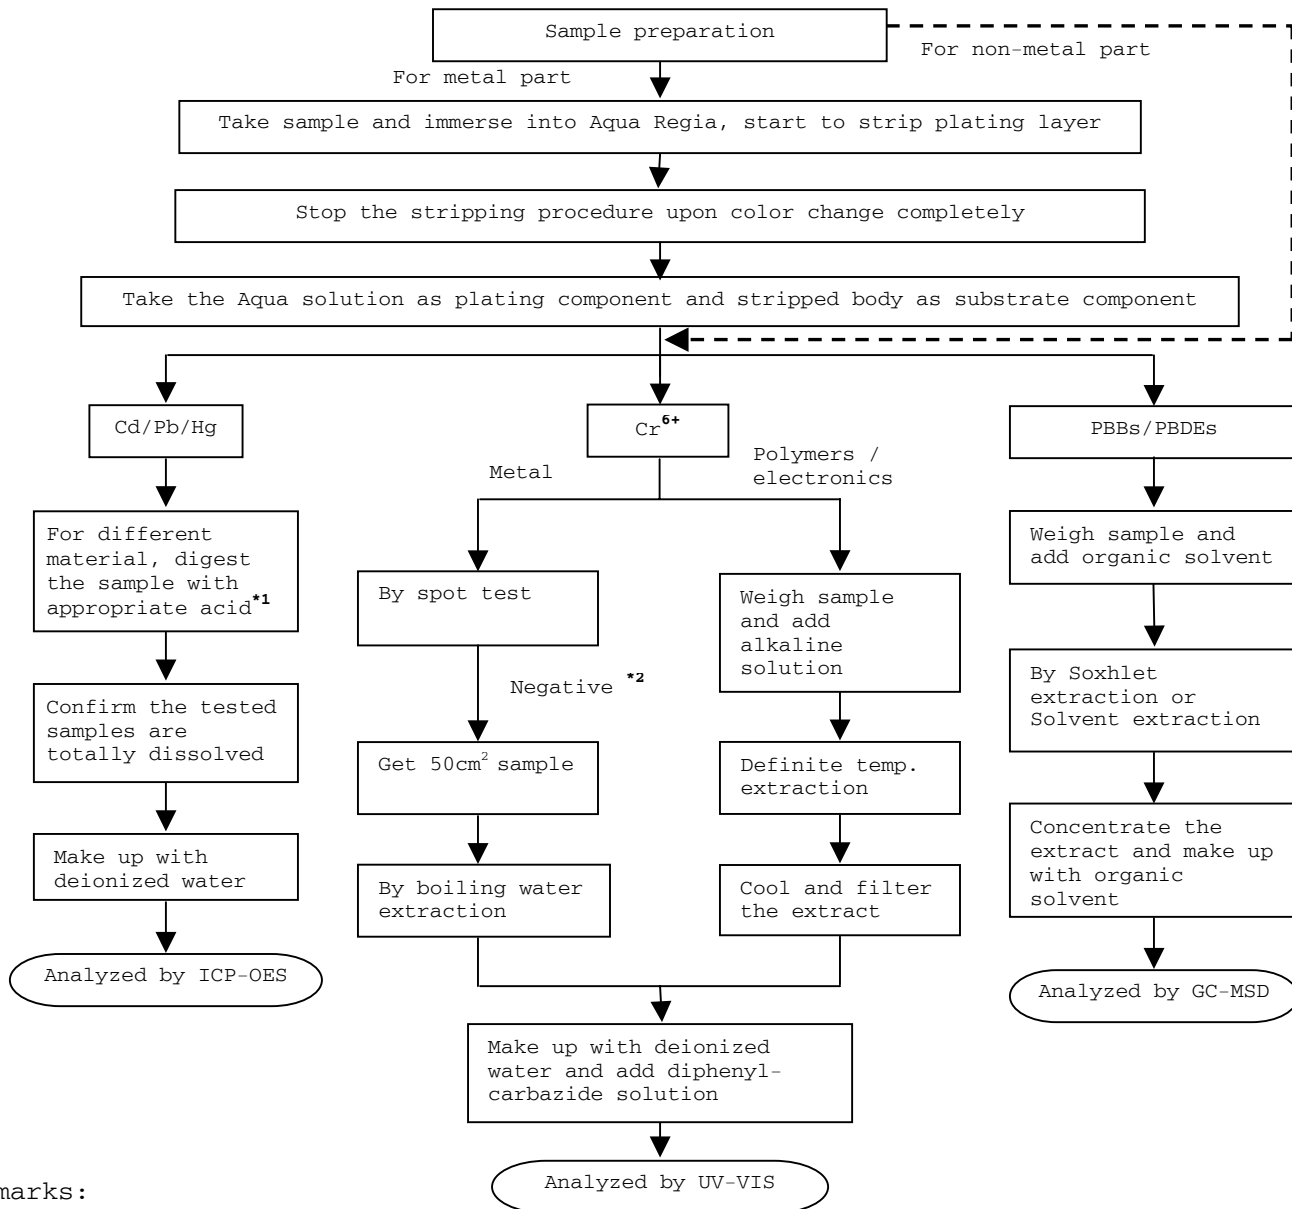 Sample preparation
For non-metal part
For metal part
Take sample and immerse into Aqua Regia, start to strip plating layer
Stop the stripping procedure upon color change completely
Take the Aqua solution as plating component and stripped body as substrate component
Cd/Pb/Hg
Cr⁶⁺
PBBs/PBDEs
Metal
Polymers /
electronics
For different
material, digest
the sample with
appropriate acid*1
Confirm the tested
samples are
totally dissolved
Make up with
deionized water
Analyzed by ICP-OES
By spot test
Negative *2
Get 50cm² sample
By boiling water
extraction
Weigh sample
and add
alkaline
solution
Definite temp.
extraction
Cool and filter
the extract
Make up with deionized
water and add diphenyl-
carbazide solution
Analyzed by UV-VIS
Weigh sample and
add organic solvent
By Soxhlet
extraction or
Solvent extraction
Concentrate the
extract and make up
with organic
solvent
Analyzed by GC-MSD
marks: